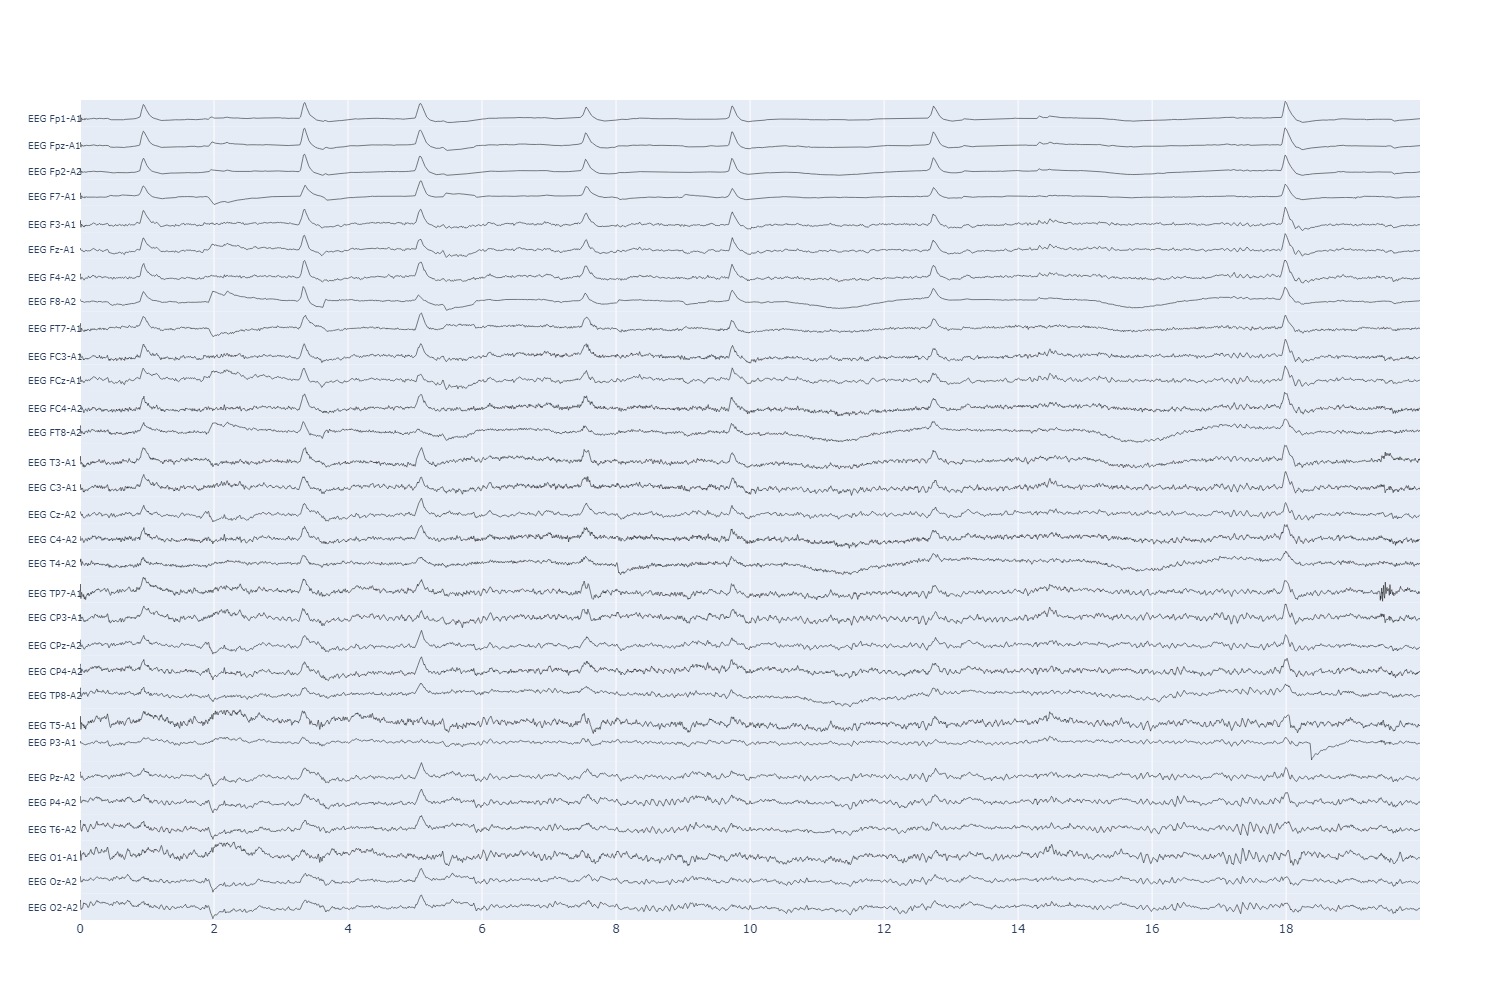 EEG Fp1-A1
EEG Fpz-A1
EEG Fp2-A2
EEG F7-A1
EEG F3-A1
EEG Fz-A1
EEG F4-A2
EEG F8-A2
EEG FT7-A1
EEG FC3-A1
EEG FCz-A1
EEG FC4-A2
EEG FT8-A2
EEG T3-A1
EEG C3-A1
EEG Cz-A2
EEG C4-A2
EEG T4-A2
EEG TP7-A1
EEG CP3-A1
EEG CPz-A2
EEG CP4-A2
EEG TP8-A2
EEG T5-A1
EEG P3-A1
EEG Pz-A2
EEG P4-A2
EEG T6-A2
EEG O1-A1
EEG Oz-A2
EEG O2-A2
0 2 4 6 8 10 12 14 16 18